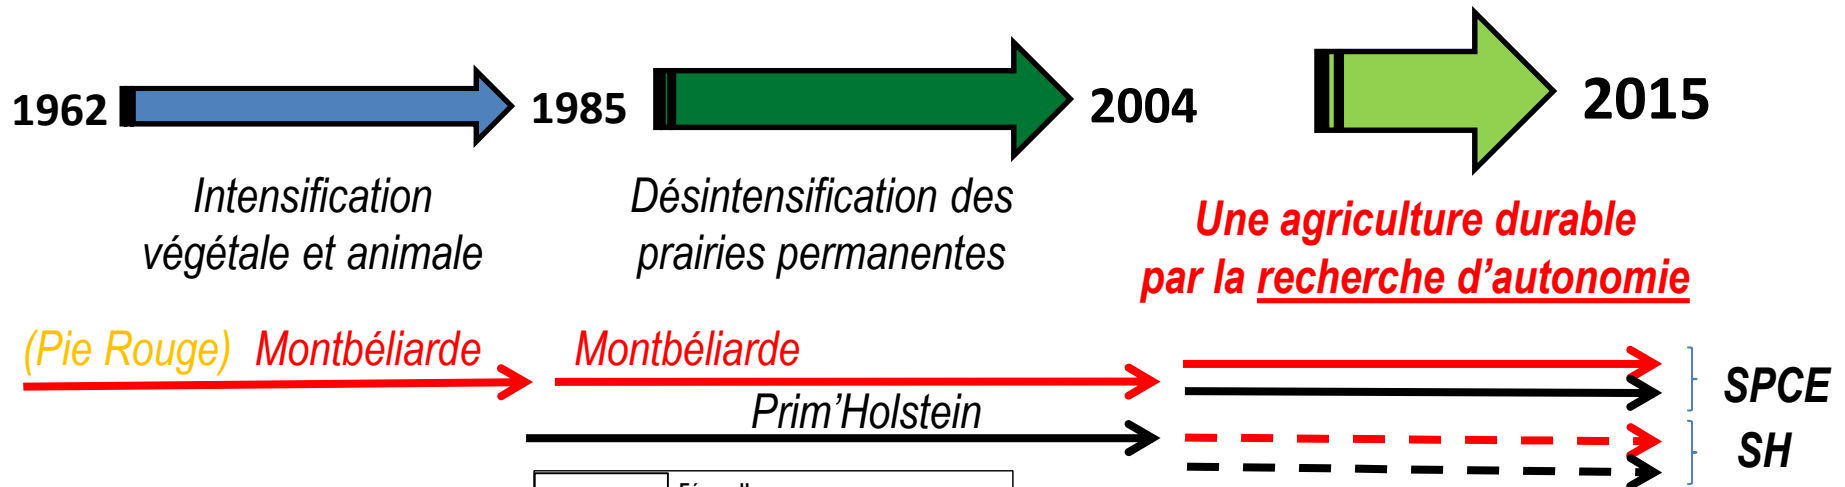 1962
1985
2004
2015
Intensification
végétale et animale
Désintensification des
prairies permanentes
Une agriculture durable
par la recherche d'autonomie
(Pie Rouge) Montbéliarde
Montbéliarde
Prim'Holstein
SPCE
SH